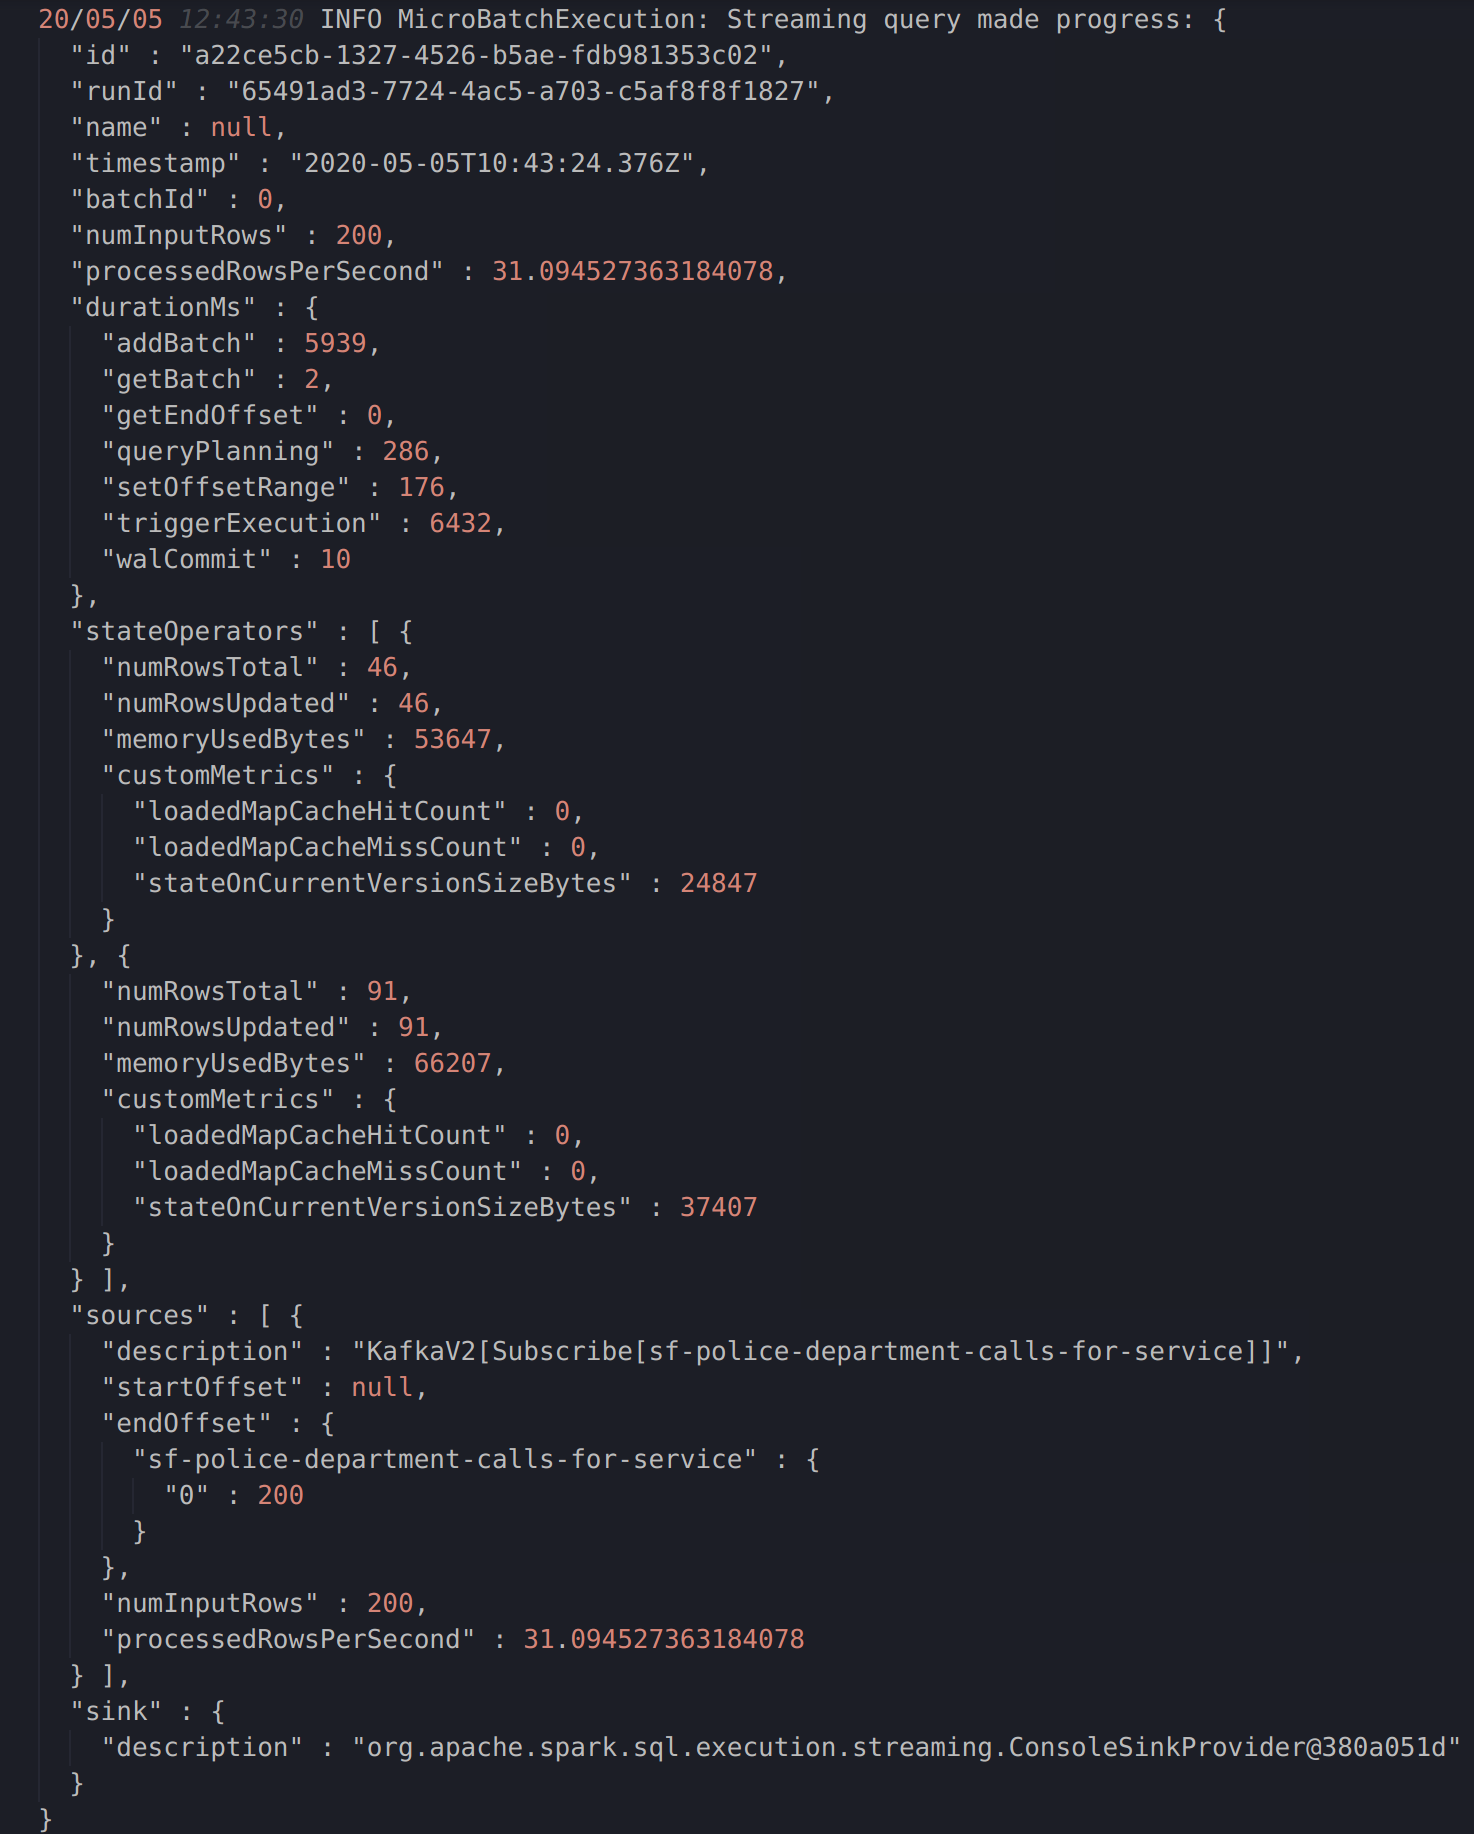 20/05/05 12:43:30 INFO MicroBatchExecution: Streaming query made progress: {
  "id" : "a22ce5cb-1327-4526-b5ae-fdb981353c02",
  "runId" : "65491ad3-7724-4ac5-a703-c5af8f8f1827",
  "name" : null,
  "timestamp" : "2020-05-05T10:43:24.376Z",
  "batchId" : 0,
  "numInputRows" : 200,
  "processedRowsPerSecond" : 31.094527363184078,
  "durationMs" : {
    "addBatch" : 5939,
    "getBatch" : 2,
    "getEndOffset" : 0,
    "queryPlanning" : 286,
    "setOffsetRange" : 176,
    "triggerExecution" : 6432,
    "walCommit" : 10
  },
  "stateOperators" : [ {
    "numRowsTotal" : 46,
    "numRowsUpdated" : 46,
    "memoryUsedBytes" : 53647,
    "customMetrics" : {
      "loadedMapCacheHitCount" : 0,
      "loadedMapCacheMissCount" : 0,
      "stateOnCurrentVersionSizeBytes" : 24847
    }
  }, {
    "numRowsTotal" : 91,
    "numRowsUpdated" : 91,
    "memoryUsedBytes" : 66207,
    "customMetrics" : {
      "loadedMapCacheHitCount" : 0,
      "loadedMapCacheMissCount" : 0,
      "stateOnCurrentVersionSizeBytes" : 37407
    }
  } ],
  "sources" : [ {
    "description" : "KafkaV2[Subscribe[sf-police-department-calls-for-service]]",
    "startOffset" : null,
    "endOffset" : {
      "sf-police-department-calls-for-service" : {
        "0" : 200
      }
    },
    "numInputRows" : 200,
    "processedRowsPerSecond" : 31.094527363184078
  } ],
  "sink" : {
    "description" : "org.apache.spark.sql.execution.streaming.ConsoleSinkProvider@380a051d"
  }
}